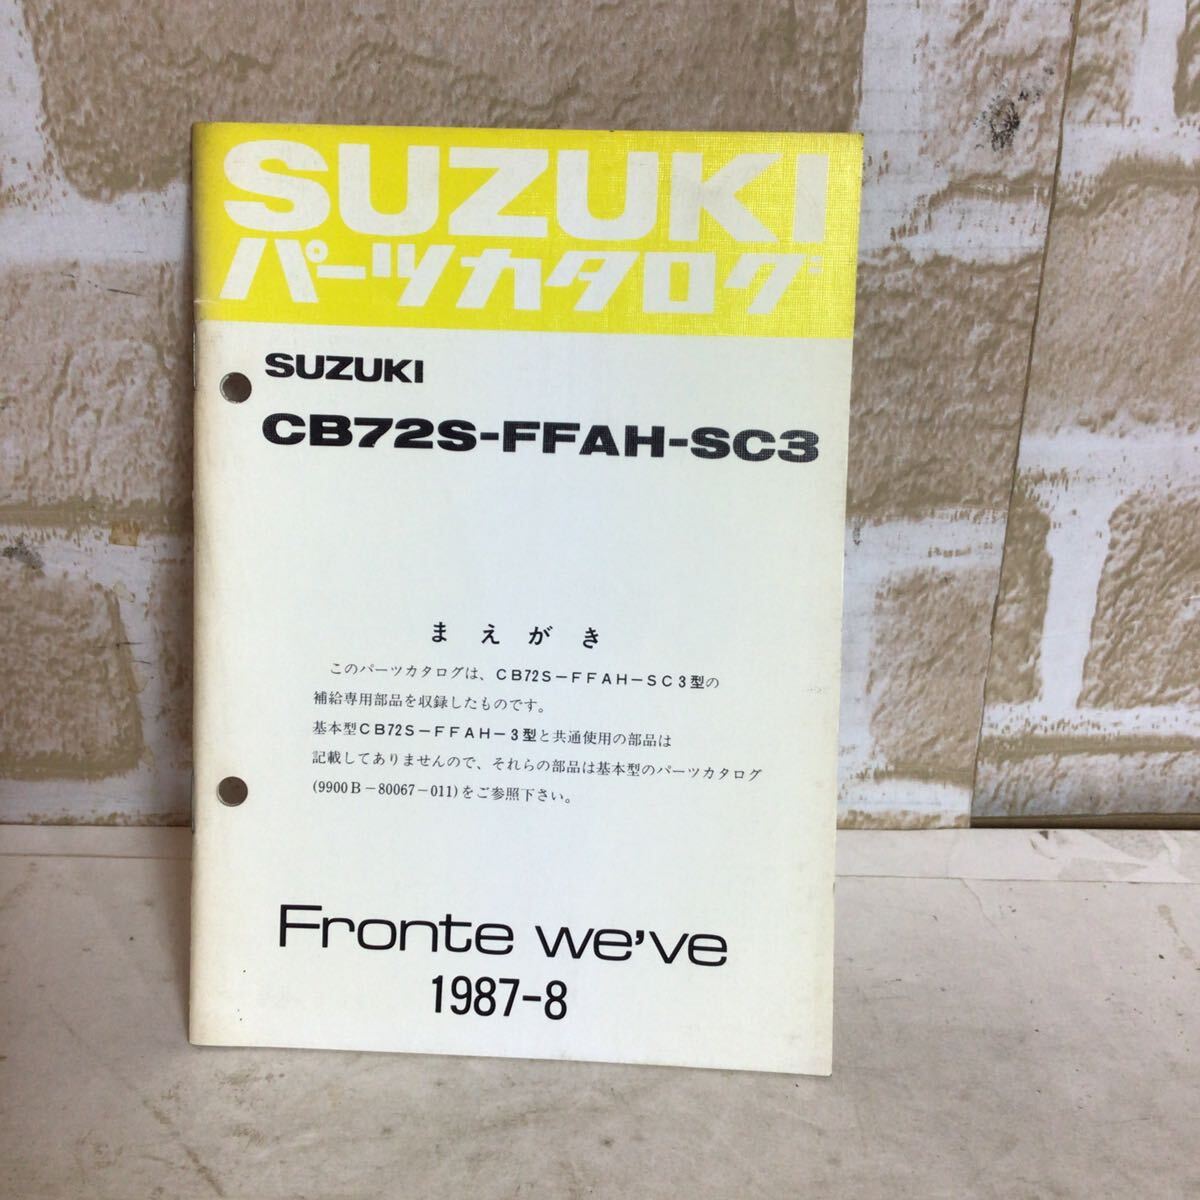 SUZUKI
パーツカタログ
SUZUKI
CB72S-FFAH-SC3
まえがき
このパーツカタログは、CB72S-FFAH-SC3型の
補給専用部品を収録したものです。
基本型CB72S-FFAH-3型と共通使用の部品は
記載してありませんので、それらの部品は基本型のパーツカタログ
(9900B-80067-011)をご参照下さい。
Fronte we've
1987-8